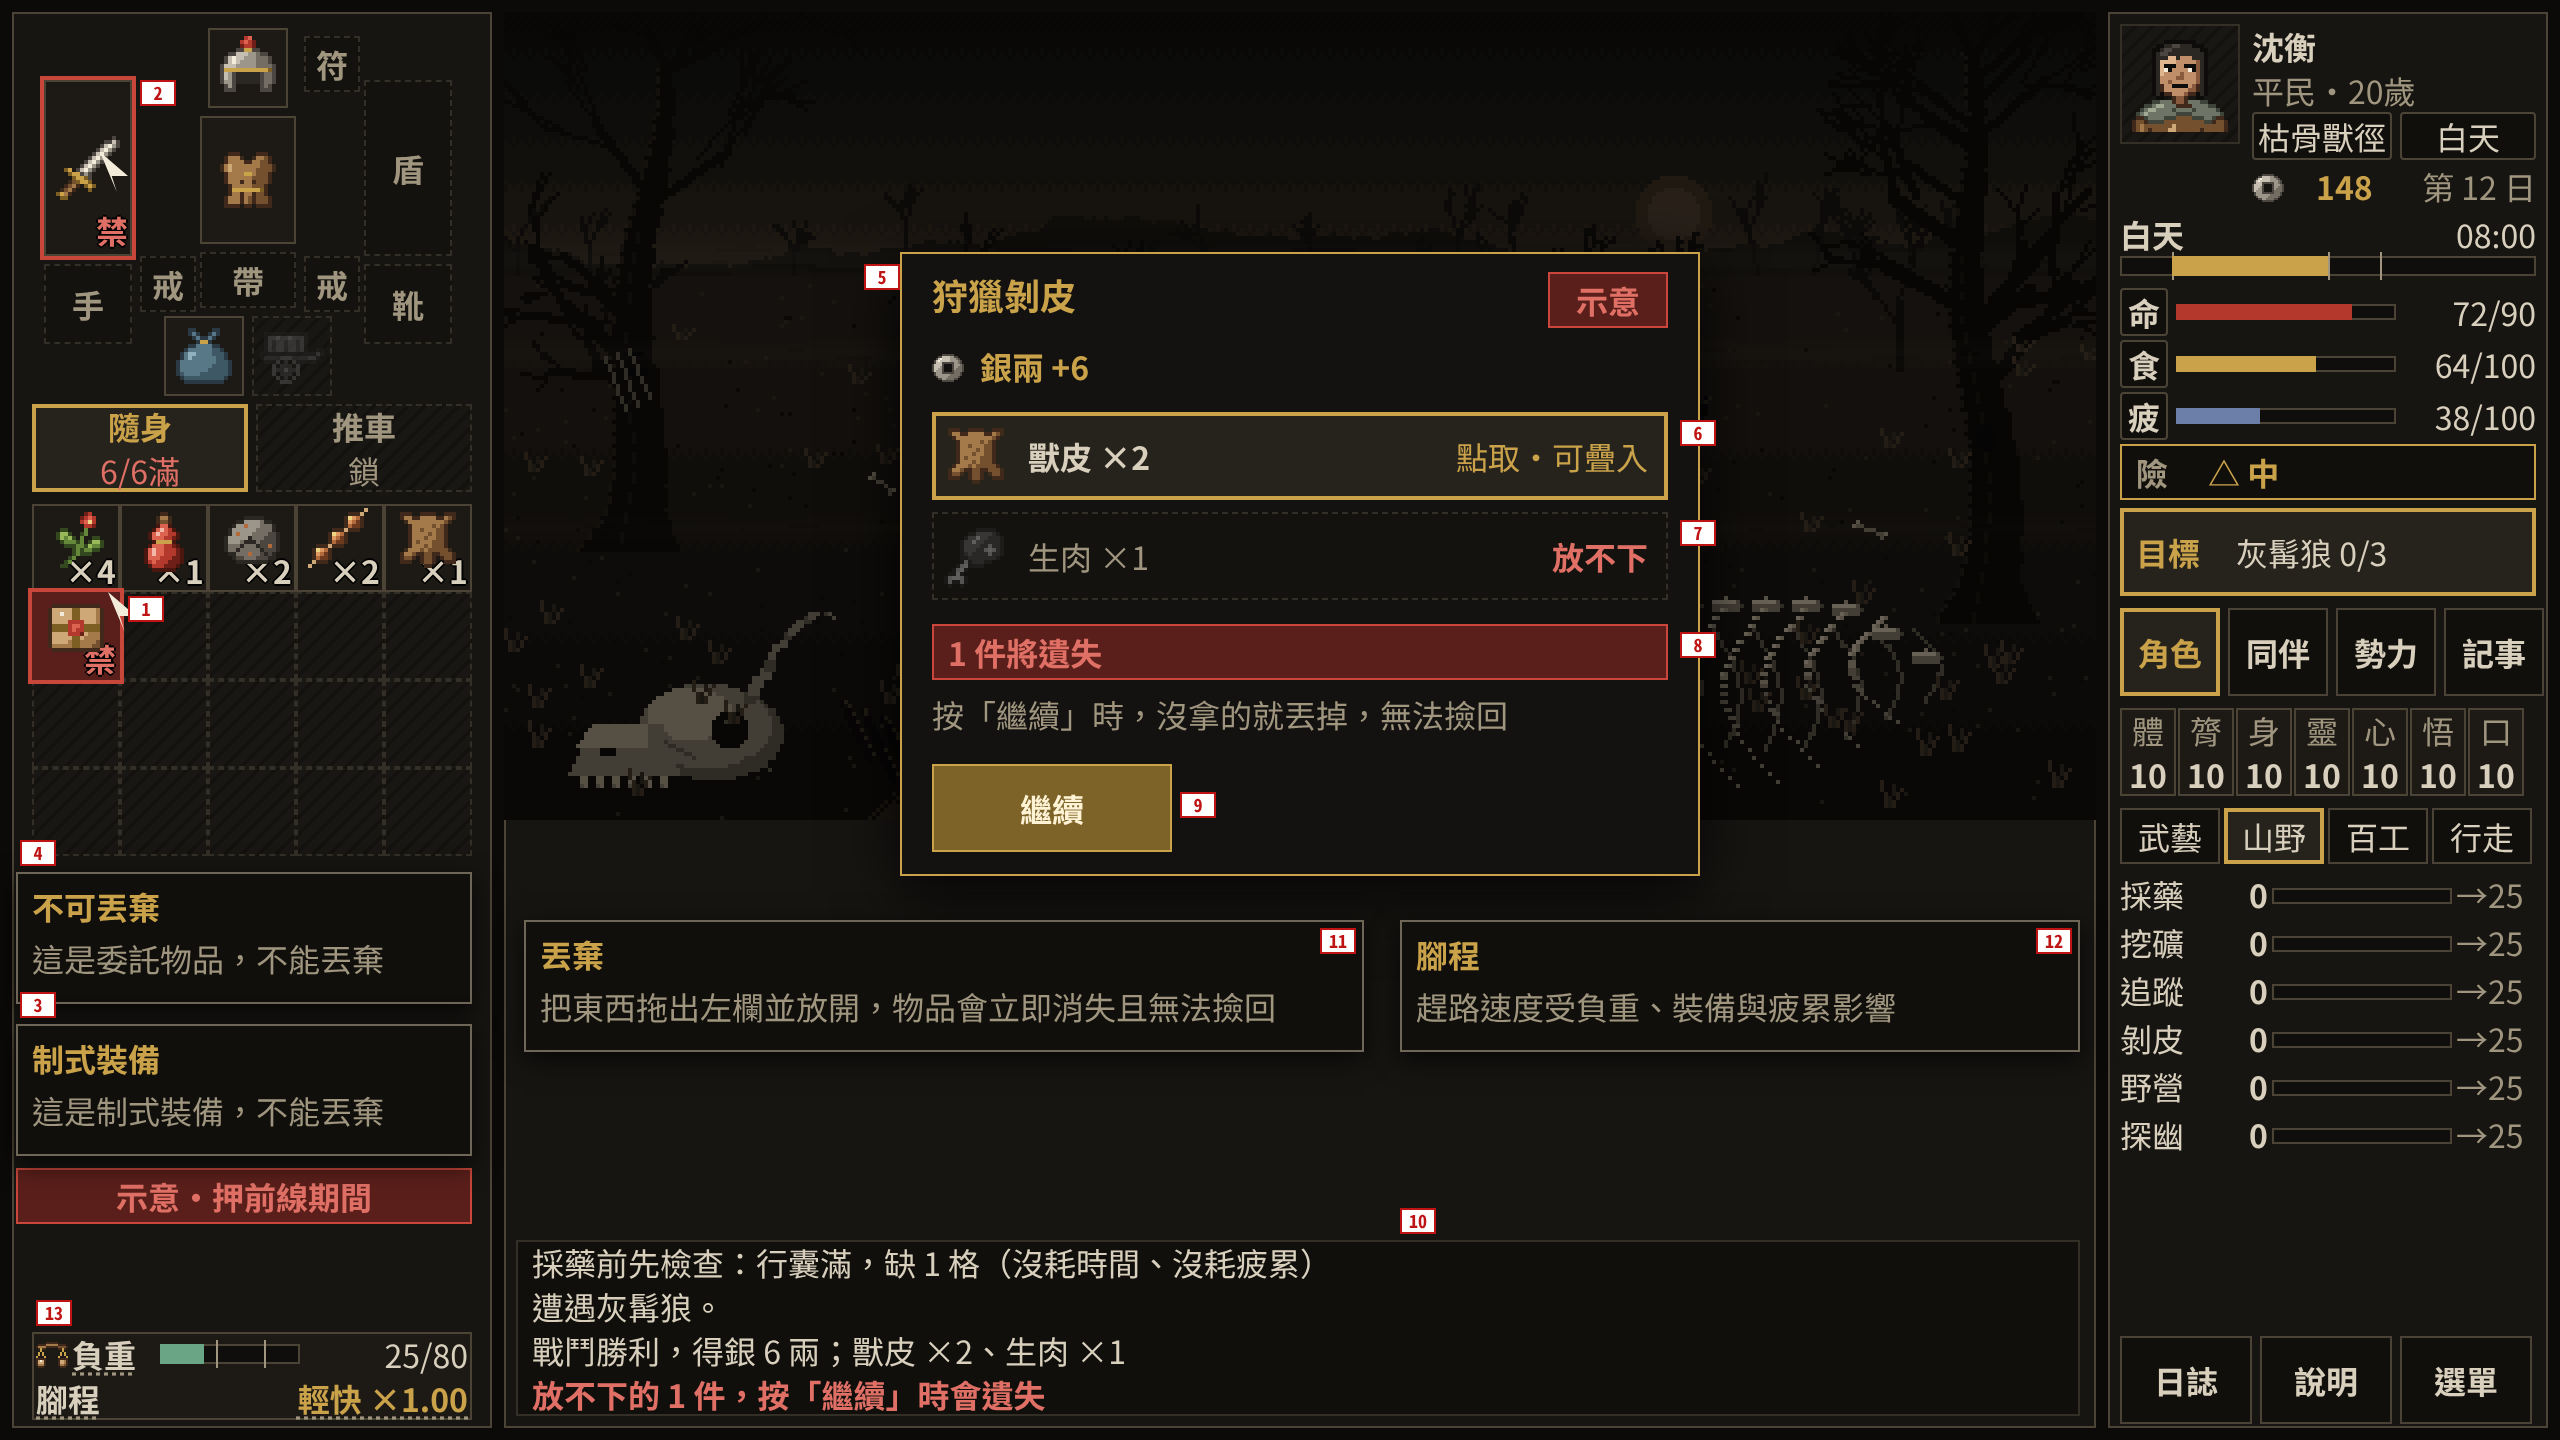 符
2
盾
禁
手
戒
帶
戒
靴
隨身
6/6滿
推車
鎖
×4
×2
×2
×1
1
禁
4
不可丟棄
這是委託物品，不能丟棄
3
制式裝備
這是制式裝備，不能丟棄
示意・押前線期間
13
負重
25/80
腳程
輕快 ×1.00
5
狩獵剝皮
示意
銀兩 +6
獸皮 ×2
點取・可疊入
6
生肉 ×1
放不下
7
1 件將遺失
8
按「繼續」時，沒拿的就丟掉，無法撿回
繼續
9
丟棄
11
把東西拖出左欄並放開，物品會立即消失且無法撿回
腳程
12
趕路速度受負重、裝備與疲累影響
10
採藥前先檢查：行囊滿，缺 1 格（沒耗時間、沒耗疲累）
遭遇灰髯狼。
戰鬥勝利，得銀 6 兩；獸皮 ×2、生肉 ×1
放不下的 1 件，按「繼續」時會遺失
沈衡
平民・20歲
枯骨獸徑
白天
148
第 12 日
白天
08:00
命
72/90
食
64/100
疲
38/100
險
△ 中
目標
灰髯狼 0/3
角色
同伴
勢力
記事
體 膂 身 靈 心 悟 口
10 10 10 10 10 10 10
武藝
山野
百工
行走
採藥 0 →25
挖礦 0 →25
追蹤 0 →25
剝皮 0 →25
野營 0 →25
探幽 0 →25
日誌
說明
選單